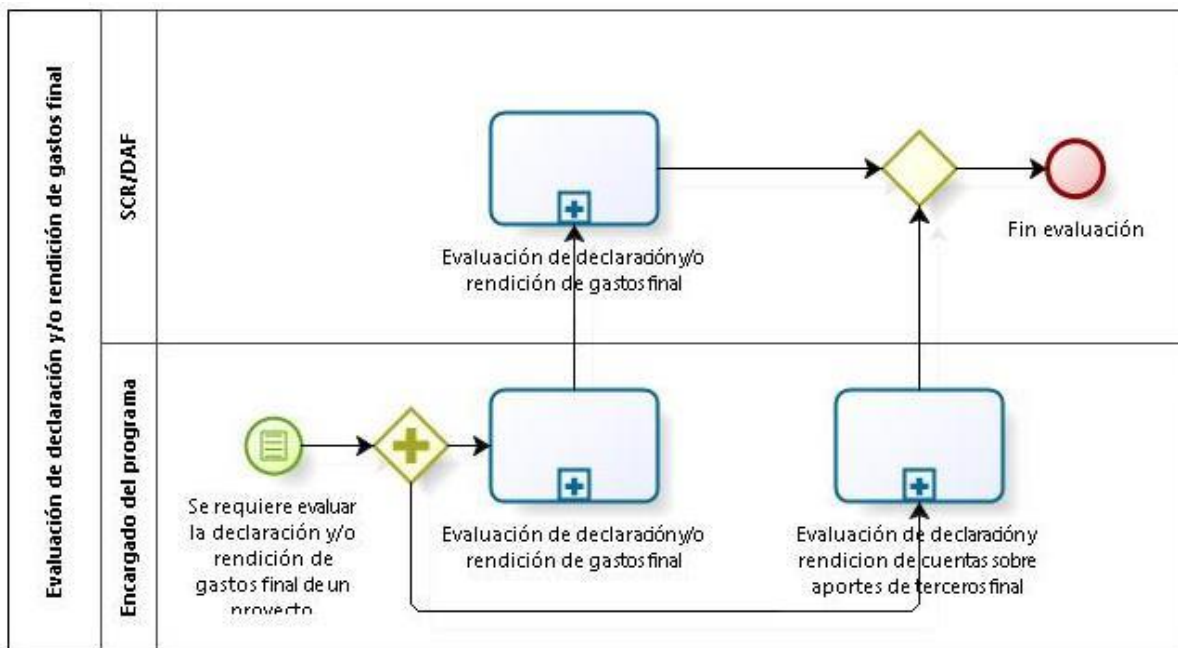 Evaluación de declaración y/o rendición de gastos final
SCR/DAF
Evaluación de declaración y/o
rendición de gastos final
Fin evaluación
Encargado del programa
Se requiere evaluar
la declaración y/o
rendición de
gastos final de un
proyecto
Evaluación de declaración y/o
rendición de gastos final
Evaluación de declaración y
rendicion de cuentas sobre
aportes de terceros final